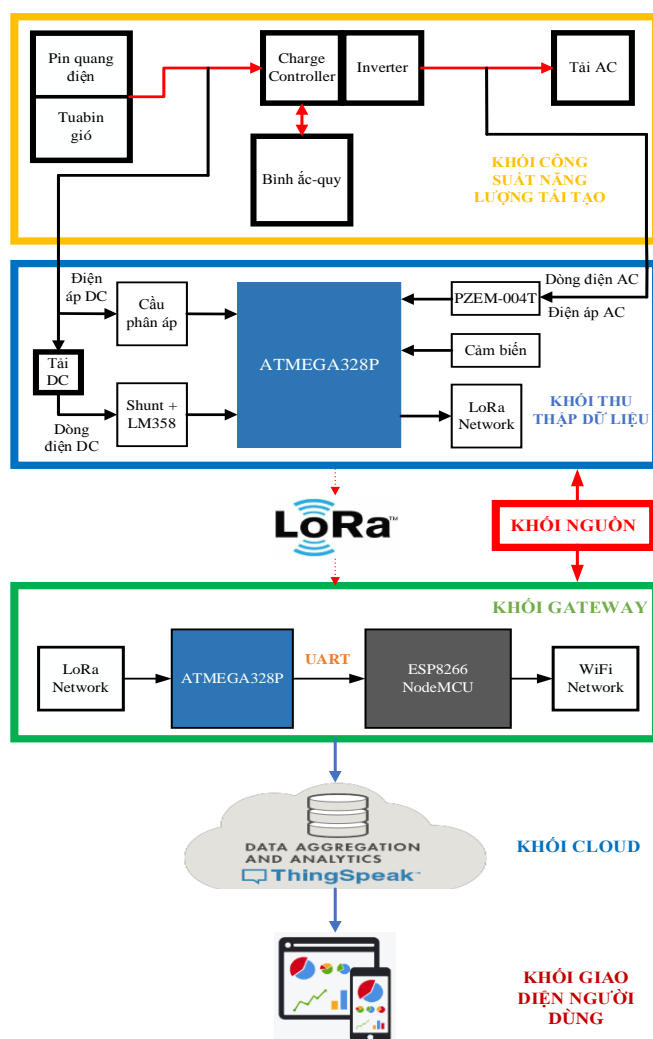 Pin quang
điện
Tuabin
gió
Charge
Controller
Inverter
Tải AC
Bình ắc-quy
KHỐI CÔNG
SUẤT NĂNG
LƯỢNG TÁI TẠO
Điện
áp DC
Cầu
phân áp
ATMEGA328P
PZEM-004T
Dòng điện AC
Điện áp AC
Cảm biến
Tải
DC
Dòng
điện DC
Shunt +
LM358
LoRa
Network
KHỐI THU
THẬP DỮ LIỆU
LoRa™
KHỐI NGUỒN
KHỐI GATEWAY
LoRa
Network
ATMEGA328P
UART
ESP8266
NodeMCU
WiFi
Network
DATA AGGREGATION
AND ANALYTICS
ThingSpeak™
KHỐI CLOUD
KHỐI GIAO
DIỆN NGƯỜI
DÙNG